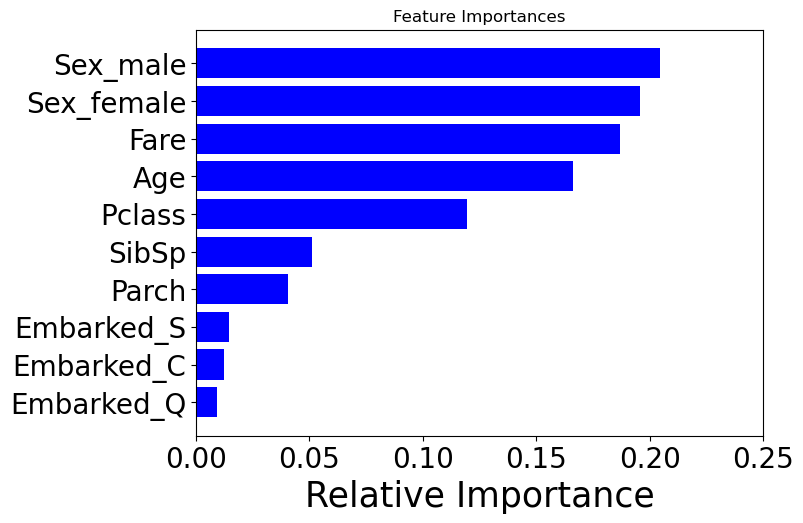 Feature Importances
Sex_male
Sex_female
Fare
Age
Pclass
SibSp
Parch
Embarked_S
Embarked_C
Embarked_Q
0.00 0.05 0.10 0.15 0.20 0.25
Relative Importance